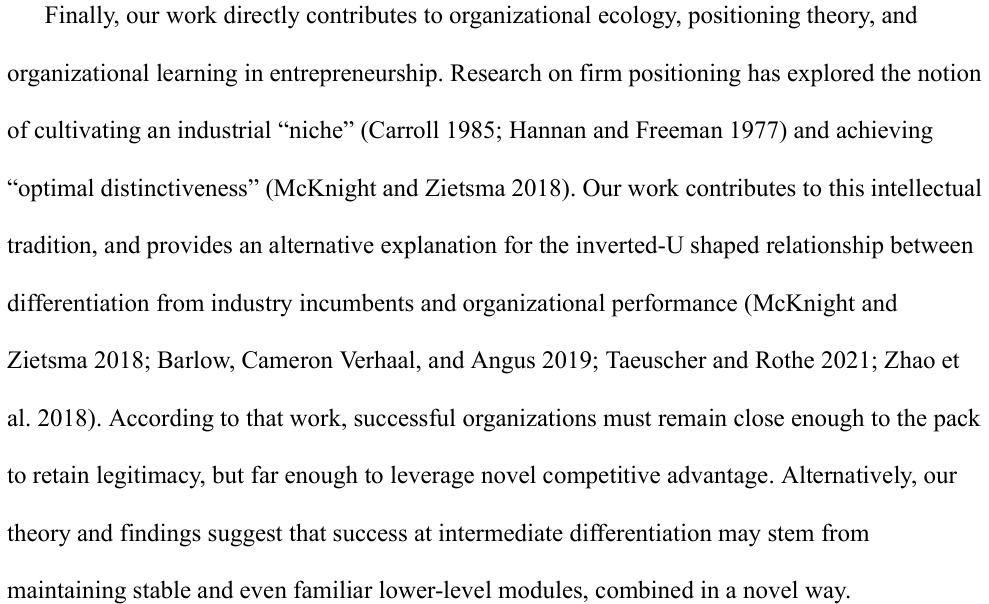 Finally, our work directly contributes to organizational ecology, positioning theory, and
organizational learning in entrepreneurship. Research on firm positioning has explored the notion
of cultivating an industrial “niche” (Carroll 1985; Hannan and Freeman 1977) and achieving
“optimal distinctiveness” (McKnight and Zietsma 2018). Our work contributes to this intellectual
tradition, and provides an alternative explanation for the inverted-U shaped relationship between
differentiation from industry incumbents and organizational performance (McKnight and
Zietsma 2018; Barlow, Cameron Verhaal, and Angus 2019; Taeuscher and Rothe 2021; Zhao et
al. 2018). According to that work, successful organizations must remain close enough to the pack
to retain legitimacy, but far enough to leverage novel competitive advantage. Alternatively, our
theory and findings suggest that success at intermediate differentiation may stem from
maintaining stable and even familiar lower-level modules, combined in a novel way.